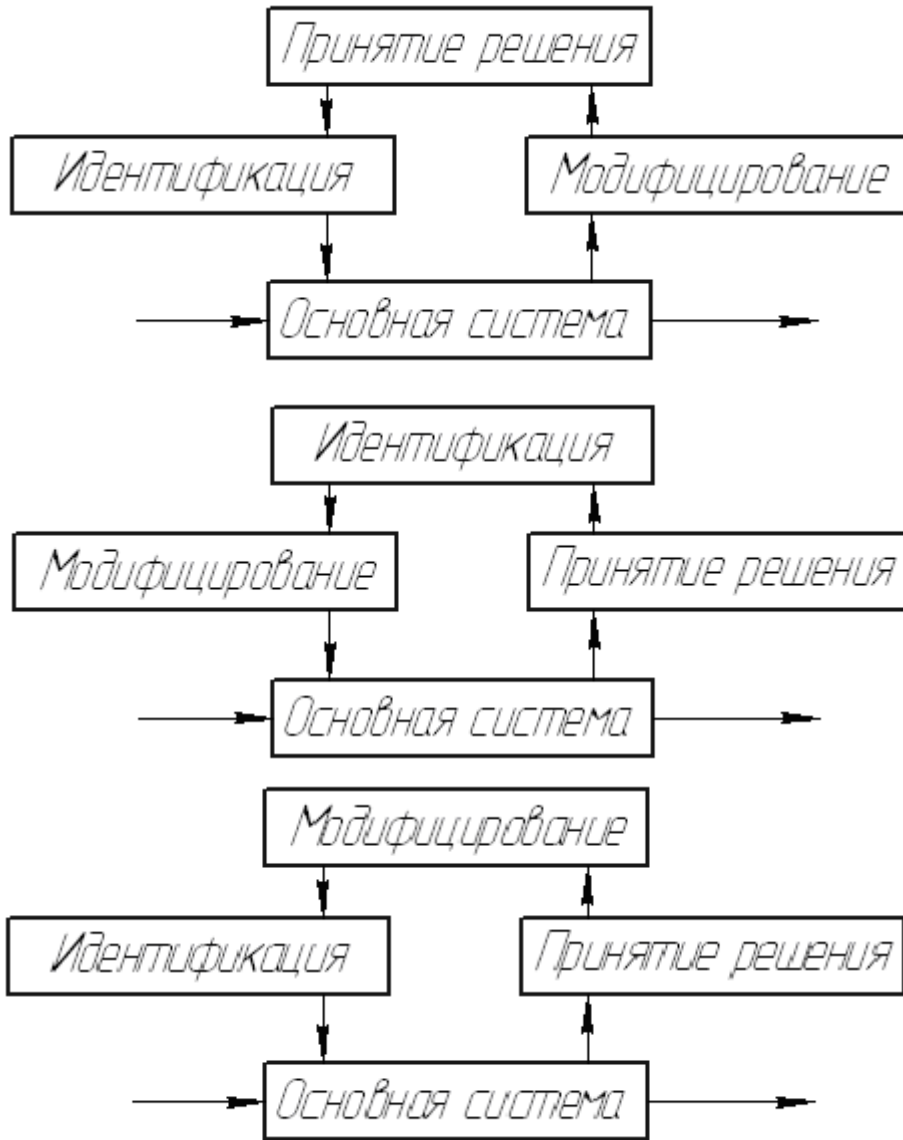 Принятие решения
Идентификация
Модифицирование
Основная система
Идентификация
Модифицирование
Принятие решения
Основная система
Модифицирование
Идентификация
Принятие решения
Основная система